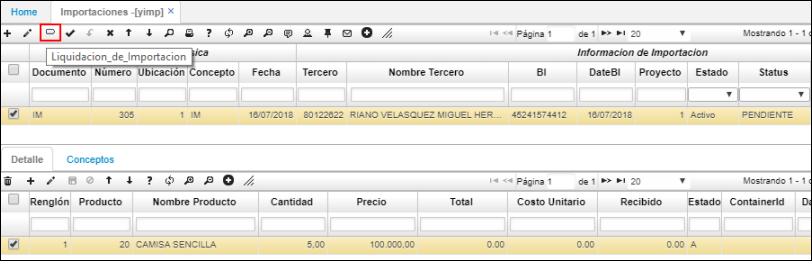 Home Importaciones -[yimp] ×
Página 1 de 1 20 Mostrando 1 - 1
Liquidacion_de_Importacion sica Informacion de Importacion
Documento Número Ubicación Concepto Fecha Tercero Nombre Tercero BI DateBI Proyecto Estado Status
IM 305 1 IM 16/07/2018 80122622 RIANO VELASQUEZ MIGUEL HER... 45241574412 16/07/2018 1 Activo PENDIENTE
Detalle Conceptos
Página 1 de 1 20 Mostrando 1 - 1
Renglón Producto Nombre Producto Cantidad Precio Total Costo Unitario Recibido Estado ContainerId Da
1 20 CAMISA SENCILLA 5,00 100.000,00 0.00 0.00 0.00 A